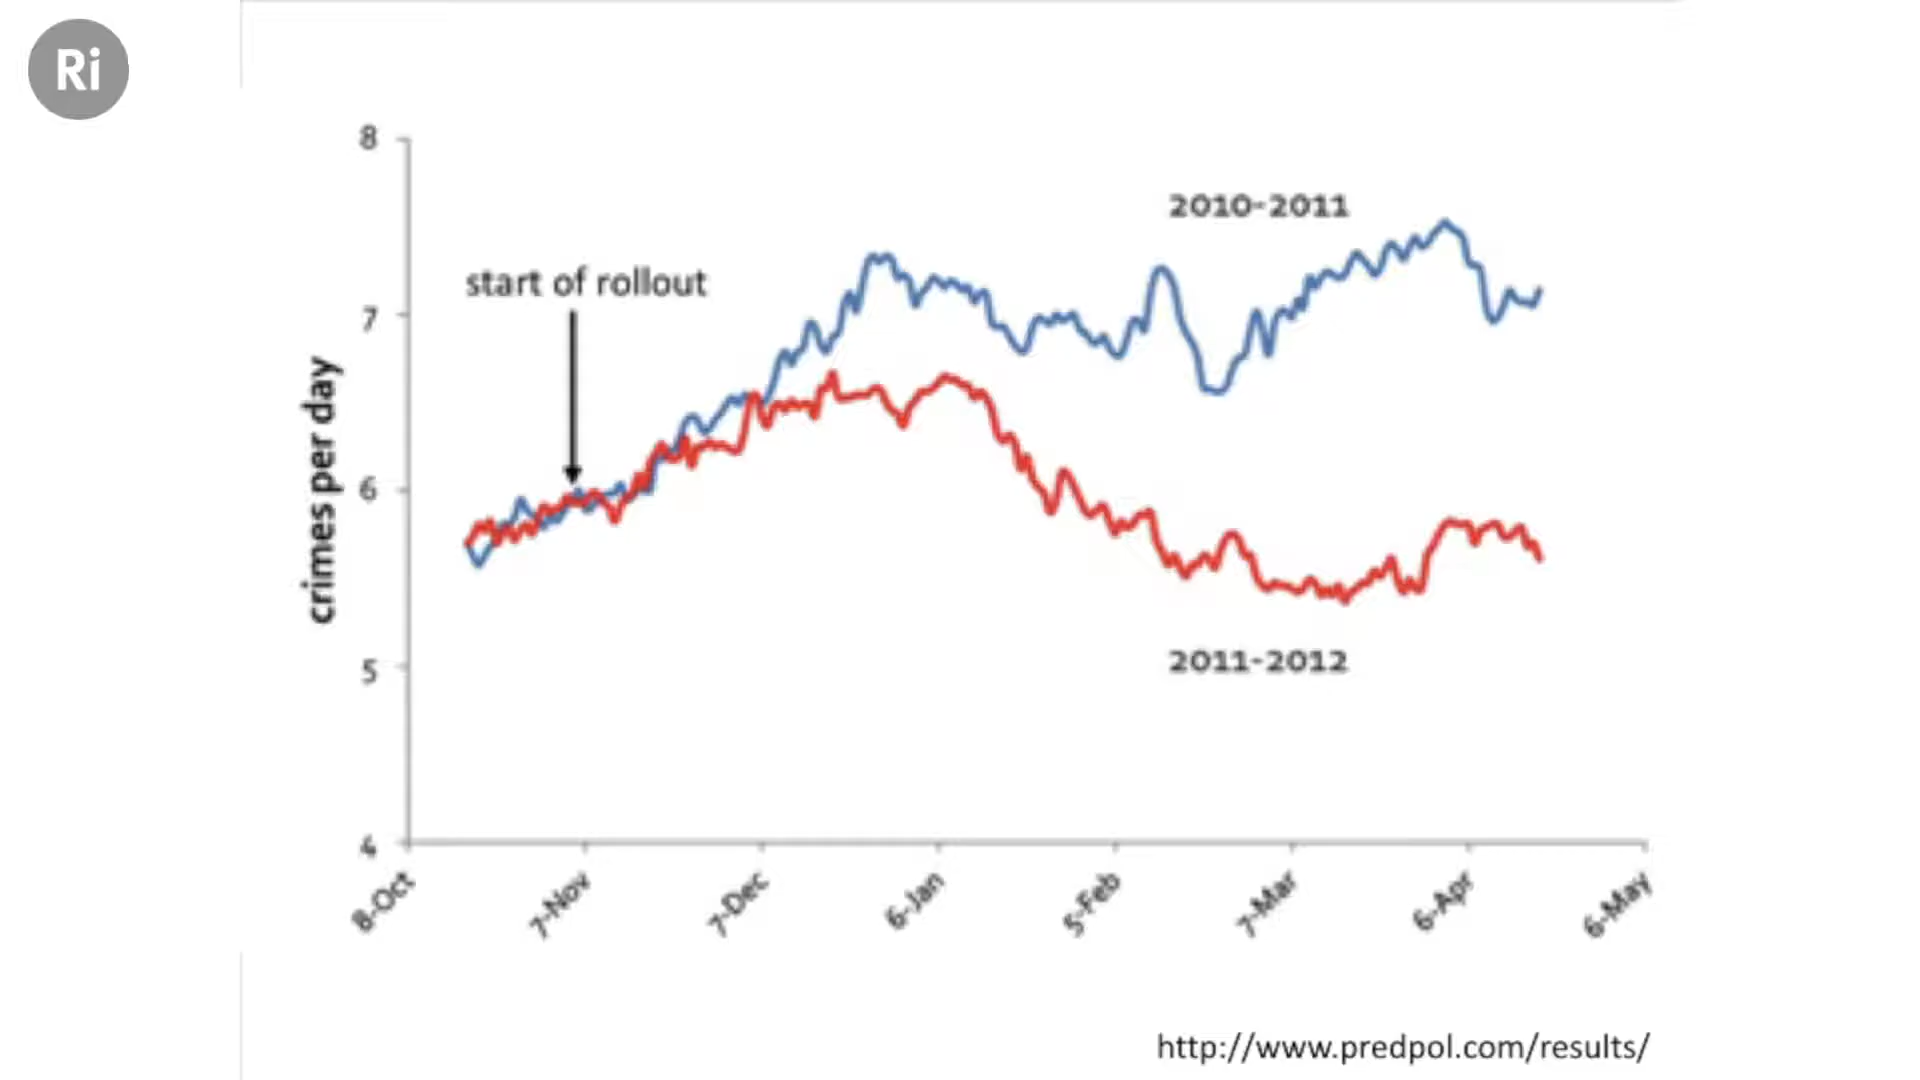 Ri
8
2010-2011
start of rollout
7
crimes per day
6
2011-2012
5
4
8-Oct
7-Nov
7-Dec
6-Jan
5-Feb
7-Mar
6-Apr
6-May
http://www.predpol.com/results/